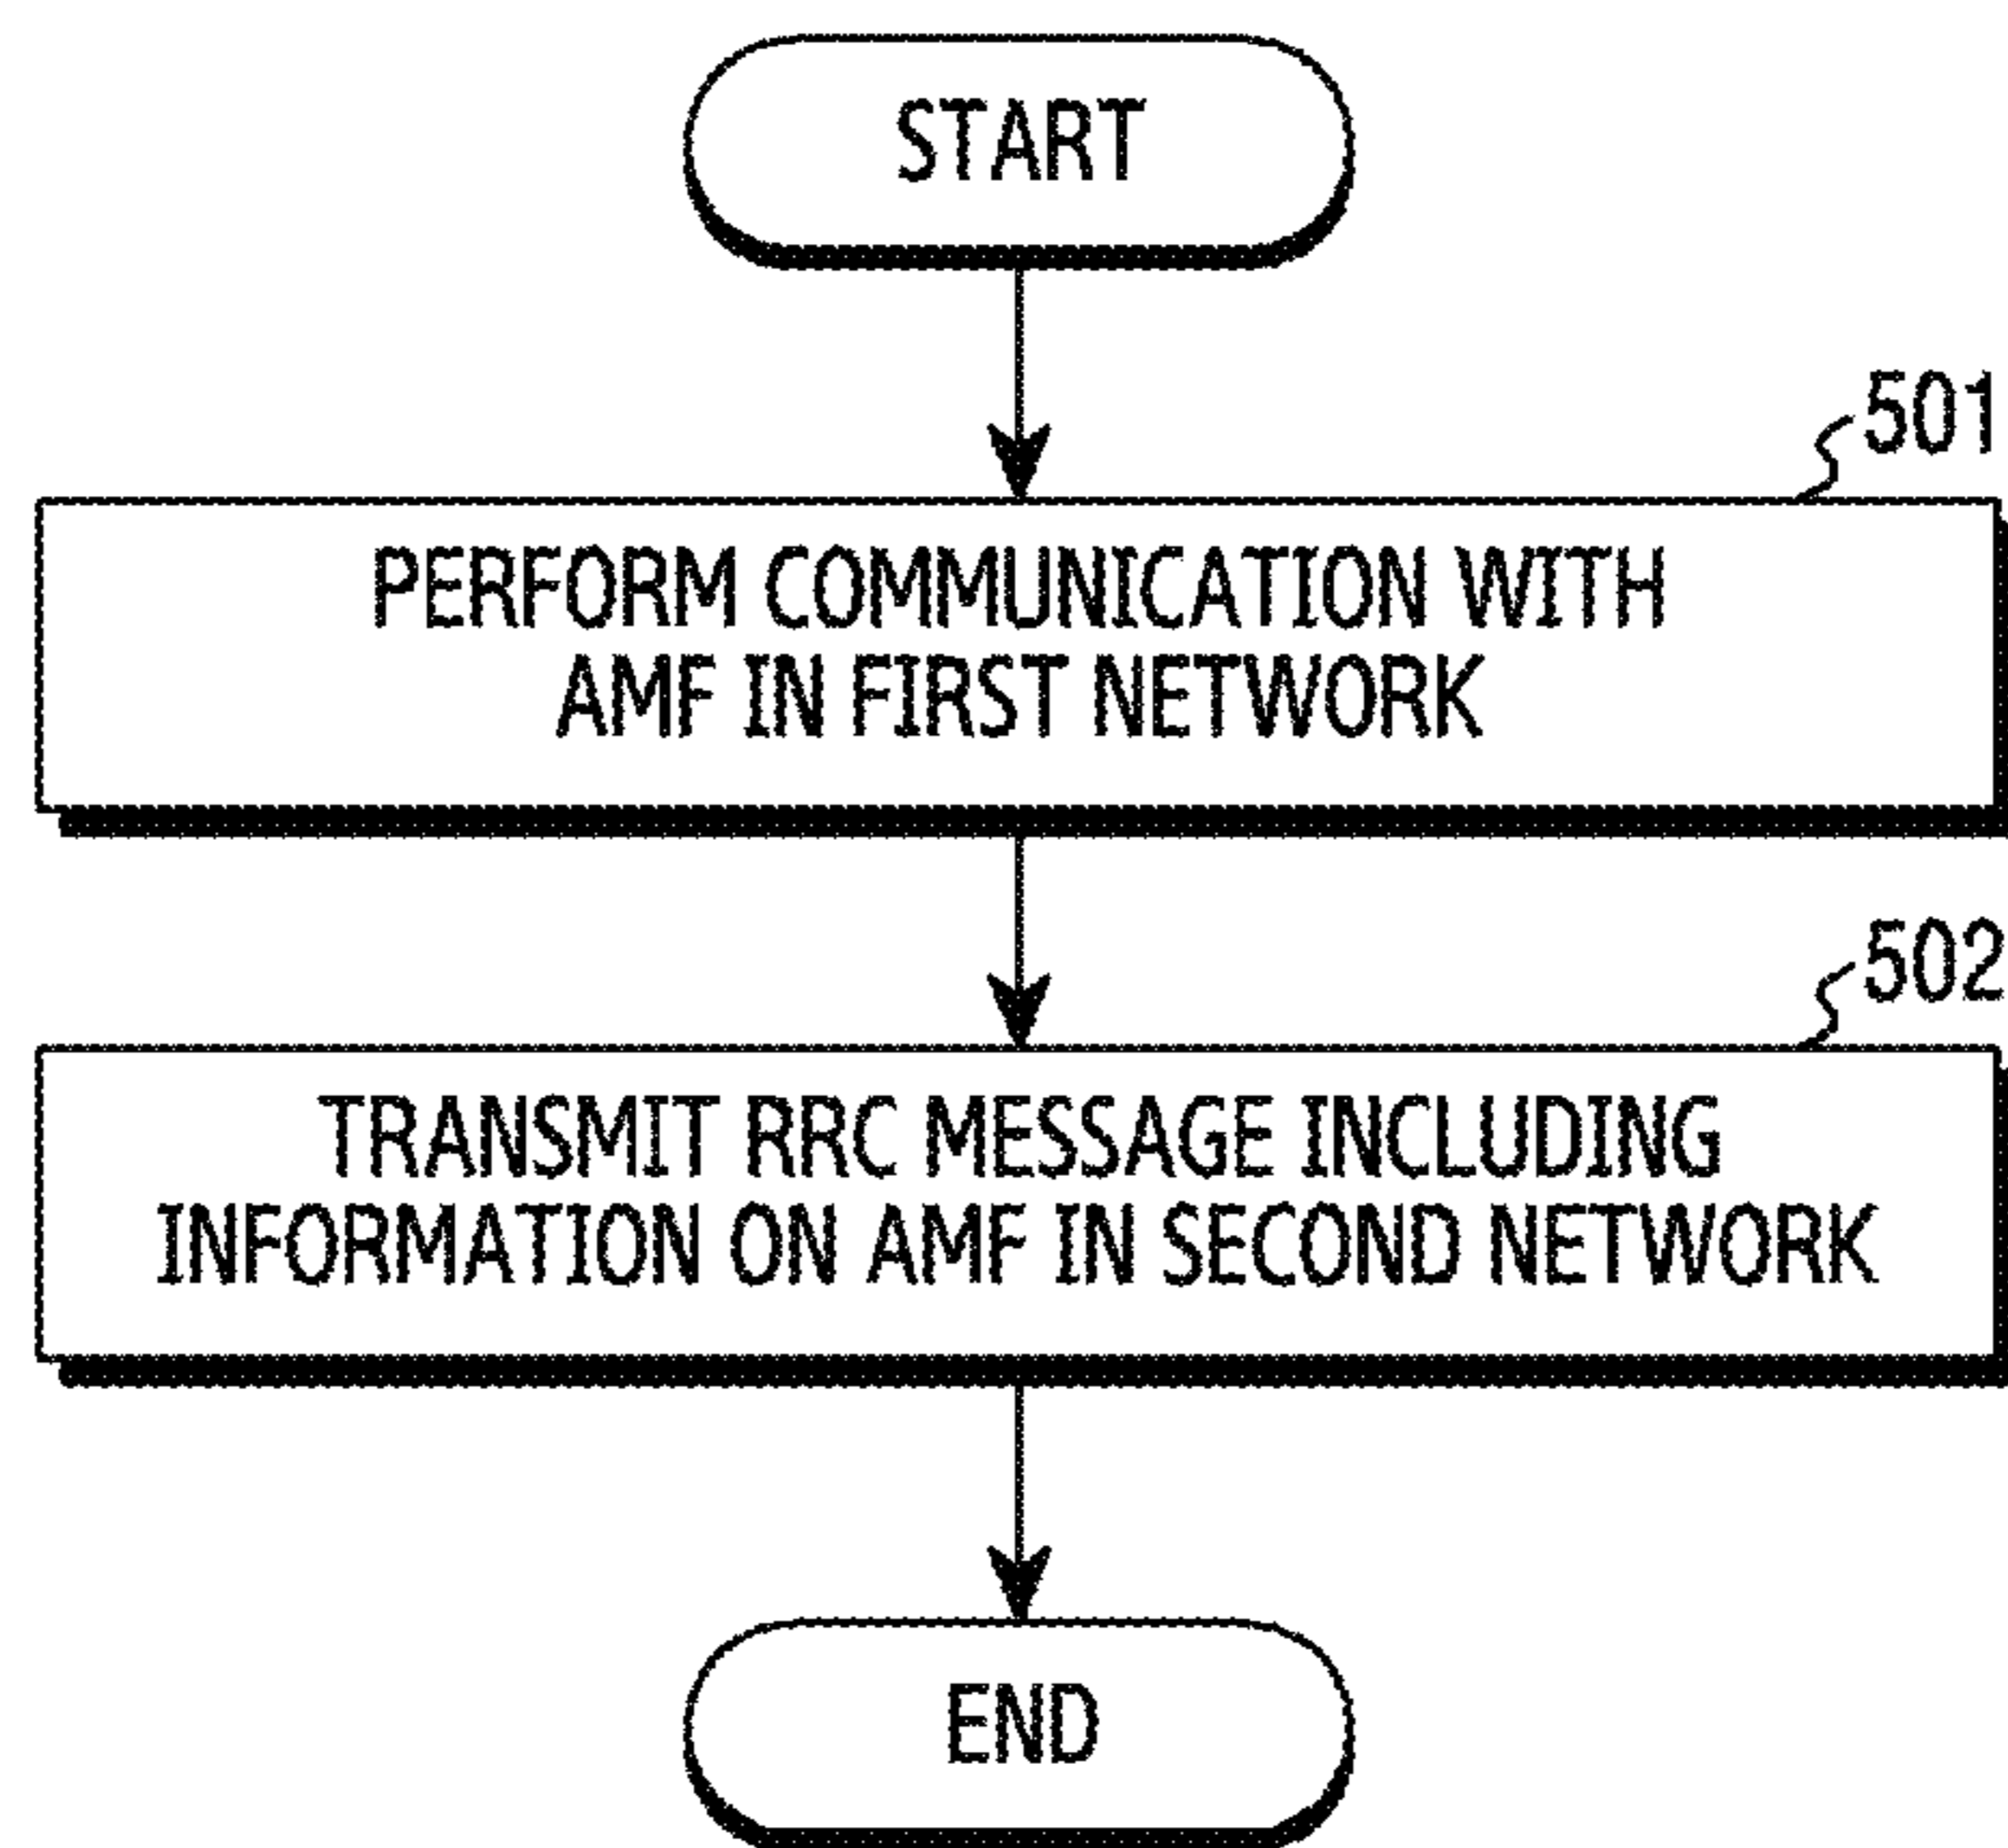 START
501
PERFORM COMMUNICATION WITH
AMF IN FIRST NETWORK
502
TRANSMIT RRC MESSAGE INCLUDING
INFORMATION ON AMF IN SECOND NETWORK
END